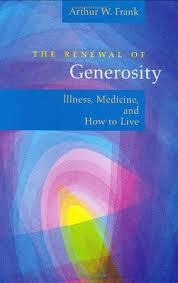 Arthur W. Frank
THE RENEWAL OF
Generosity
Illness, Medicine,
and
How to Live